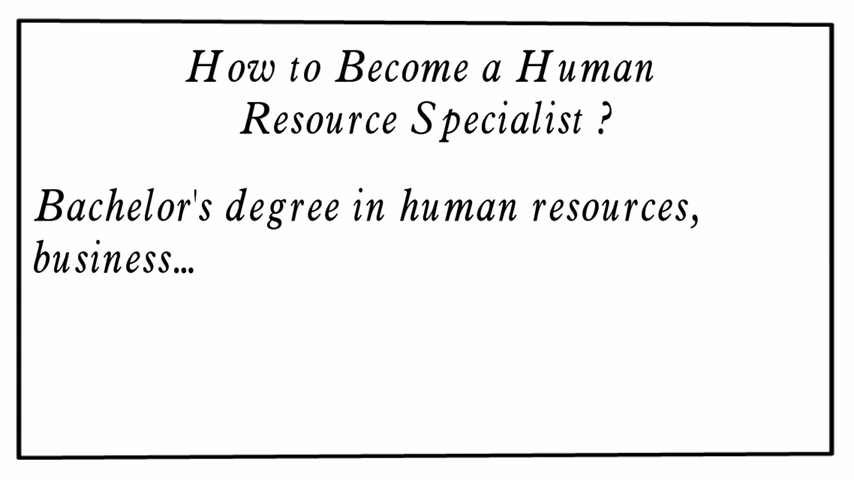 How to Become a Human
Resource Specialist ?
Bachelor's degree in human resources,
business...